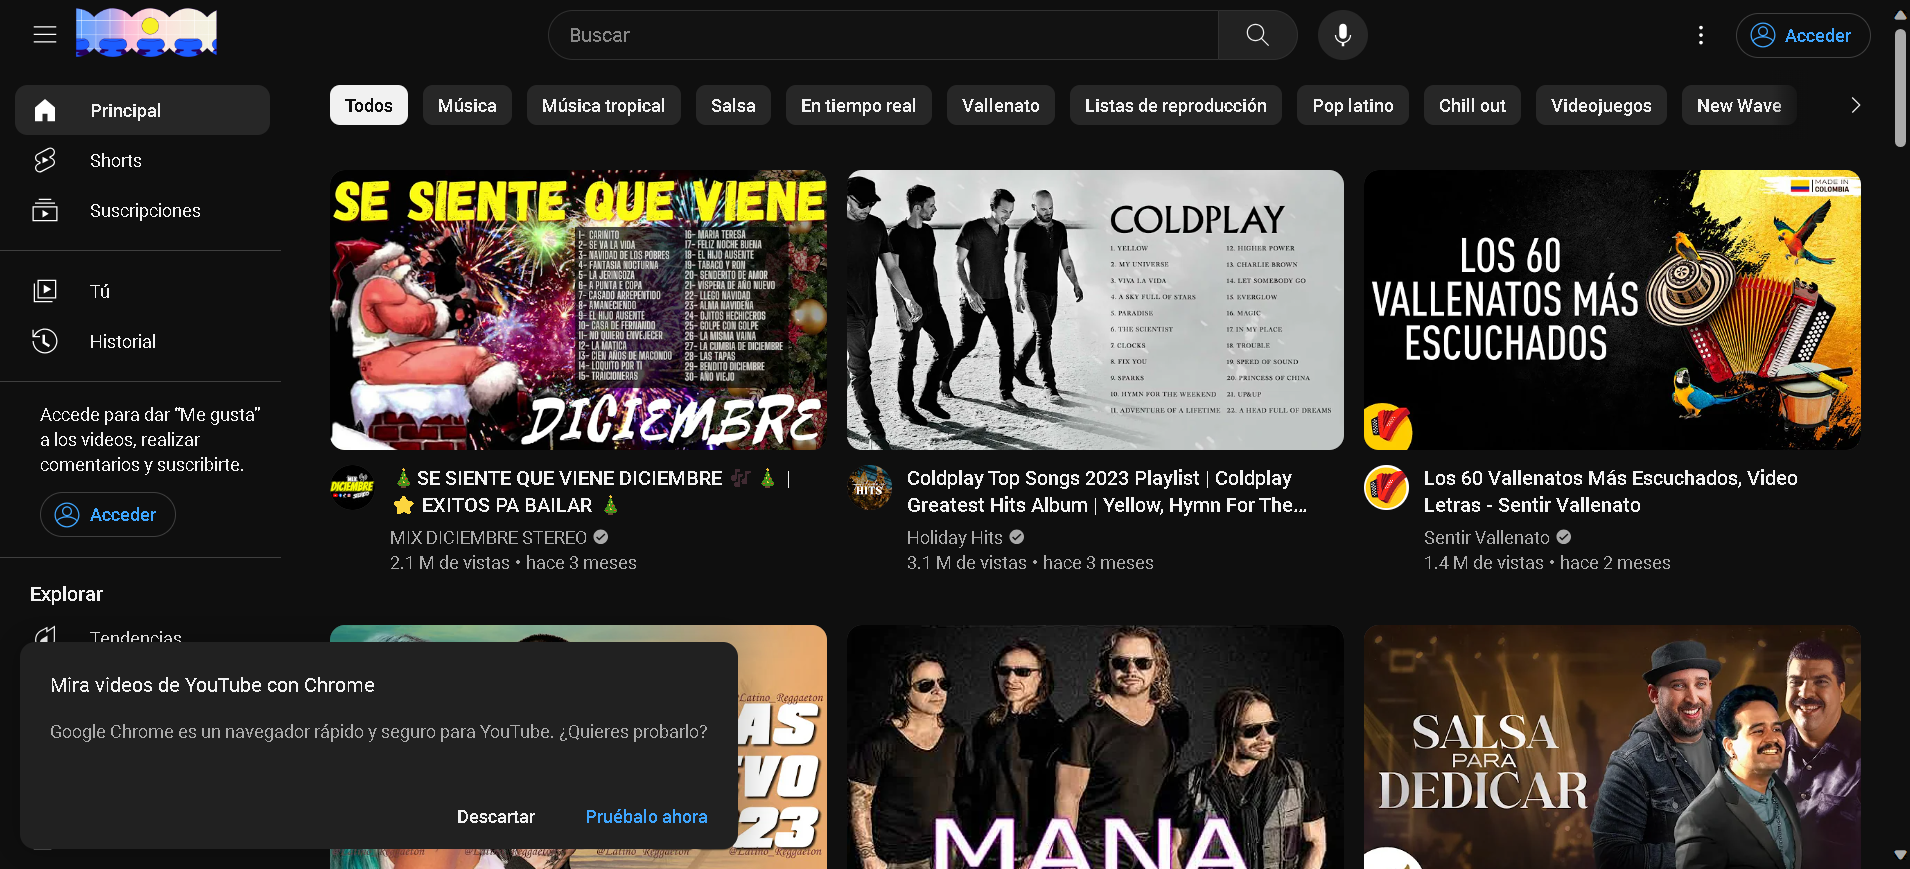 Buscar
Acceder
Principal
Shorts
Suscripciones
Tú
Historial
Accede para dar “Me gusta”
a los videos, realizar
comentarios y suscribirte.
Acceder
Explorar
Tendencias
Todos
Música
Música tropical
Salsa
En tiempo real
Vallenato
Listas de reproducción
Pop latino
Chill out
Videojuegos
New Wave
SE SIENTE QUE VIENE
1- CARINITO
2- SE VA LA VIDA
3- NAVIDAD DE LOS POBRES
4- FANTASIA NOCTURNA
5- LA JERINGOZA
6- A PUNTA E COPA
7- CASADO ARREPENTIDO
8- AMANECIENDO
9- EL HIJO AUSENTE
10- CASA DE FERNANDO
11- NO QUIERO ENVEJECER
12- LA MATICA
13- CIEN AÑOS DE MACONDO
14- LOQUITO POR TI
15- TRAICIONERAS
16- MARIA TERESA
17- FELIZ NOCHE BUENA
18- EL HIJO AUSENTE
19- TABACO Y RON
20- SENDERITO DE AMOR
21- VISPERA DE AÑO NUEVO
22- LLEGO NAVIDAD
23- ALMA NAVIDEÑA
24- OJITOS HECHICEROS
25- GOLPE CON GOLPE
26- LA MISMA VAINA
27- LA CUMBIA DE DICIEMBRE
28- LAS TAPAS
29- BENDITO DICIEMBRE
30- AÑO VIEJO
DICIEMBRE
MIX
DICIEMBRE
STEREO
🎄 SE SIENTE QUE VIENE DICIEMBRE 🎶 🎄 |
⭐ EXITOS PA BAILAR 🎄
MIX DICIEMBRE STEREO
2.1 M de vistas • hace 3 meses
COLDPLAY
1. YELLOW
2. MY UNIVERSE
3. VIVA LA VIDA
4. A SKY FULL OF STARS
5. PARADISE
6. THE SCIENTIST
7. CLOCKS
8. FIX YOU
9. SPARKS
10. HYMN FOR THE WEEKEND
11. ADVENTURE OF A LIFETIME
12. HIGHER POWER
13. CHARLIE BROWN
14. LET SOMEBODY GO
15. EVERGLOW
16. MAGIC
17. IN MY PLACE
18. TROUBLE
19. SPEED OF SOUND
20. PRINCESS OF CHINA
21. UP&UP
22. A HEAD FULL OF DREAMS
HITS
Coldplay Top Songs 2023 Playlist | Coldplay
Greatest Hits Album | Yellow, Hymn For The...
Holiday Hits
3.1 M de vistas • hace 3 meses
MADE IN
COLOMBIA
LOS 60
VALLENATOS MÁS
ESCUCHADOS
Los 60 Vallenatos Más Escuchados, Video
Letras - Sentir Vallenato
Sentir Vallenato
1.4 M de vistas • hace 2 meses
@Latino_Reggaeton
AS
VO
23
@Latino_Reggaeton
@Latino_Reggaeton
@Latino_Reggaeton
MANA
SALSA
PARA
DEDICAR
Mira videos de YouTube con Chrome
Google Chrome es un navegador rápido y seguro para YouTube. ¿Quieres probarlo?
Descartar
Pruébalo ahora